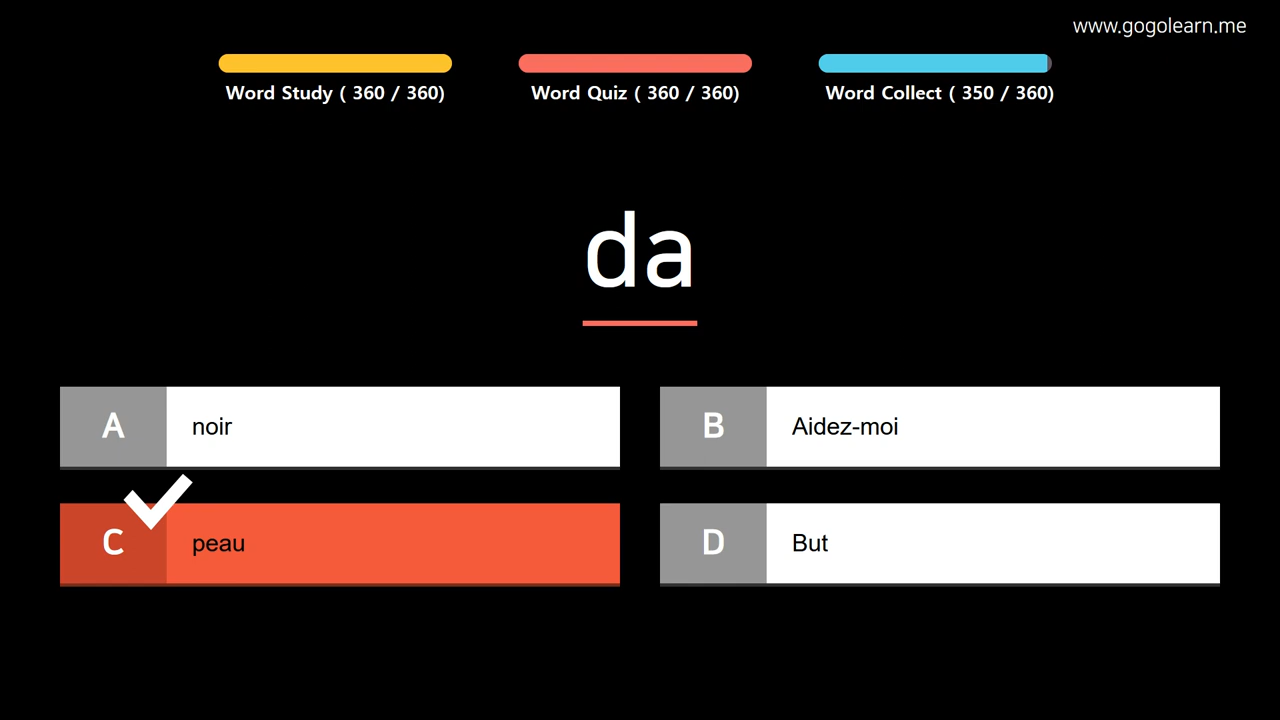 www.gogolearn.me
Word Study ( 360 / 360)
Word Quiz ( 360 / 360)
Word Collect ( 350 / 360)
da
A noir
B Aidez-moi
C peau
D But